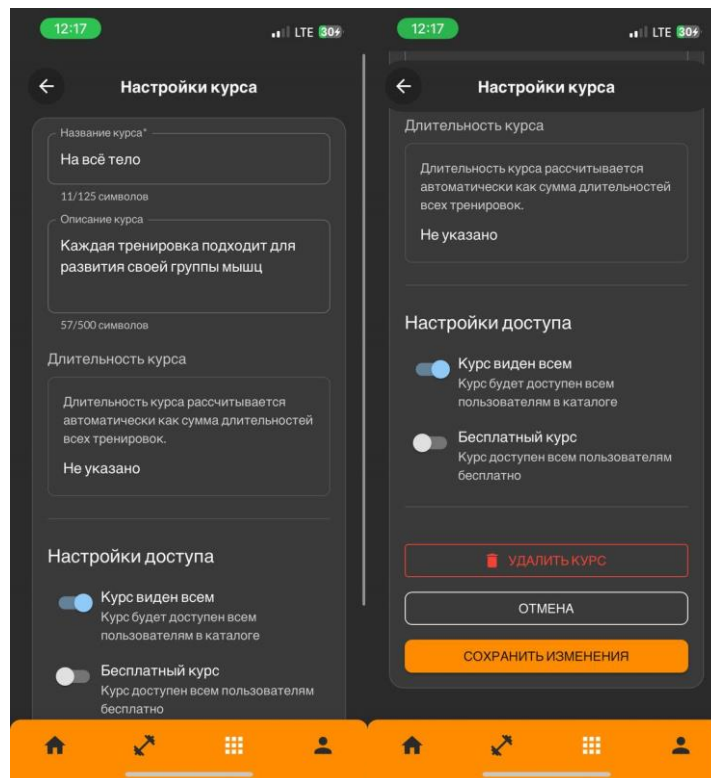 12:17
LTE 30
Настройки курса
Название курса*
На всё тело
11/125 символов
Описание курса
Каждая тренировка подходит для
развития своей группы мышц
57/500 символов
Длительность курса
Длительность курса рассчитывается
автоматически как сумма длительностей
всех тренировок.
Не указано
Настройки доступа
Курс виден всем
Курс будет доступен всем
пользователям в каталоге
Бесплатный курс
Курс доступен всем пользователям
бесплатно
12:17
LTE 30
Настройки курса
Длительность курса
Длительность курса рассчитывается
автоматически как сумма длительностей
всех тренировок.
Не указано
Настройки доступа
Курс виден всем
Курс будет доступен всем
пользователям в каталоге
Бесплатный курс
Курс доступен всем пользователям
бесплатно
УДАЛИТЬ КУРС
ОТМЕНА
СОХРАНИТЬ ИЗМЕНЕНИЯ